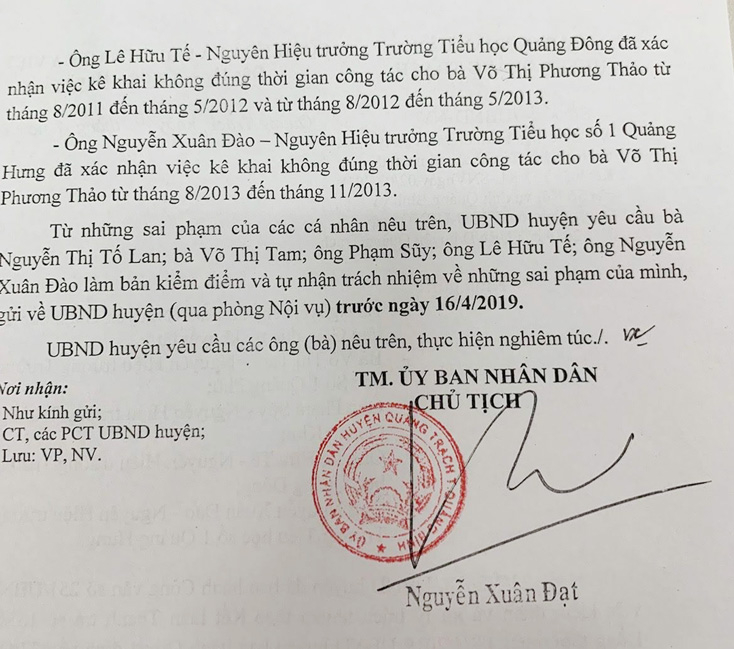 - Ông Lê Hữu Tế - Nguyên Hiệu trưởng Trường Tiểu học Quảng Đông đã xác
nhận việc kê khai không đúng thời gian công tác cho bà Võ Thị Phương Thảo từ
tháng 8/2011 đến tháng 5/2012 và từ tháng 8/2012 đến tháng 5/2013.
- Ông Nguyễn Xuân Đào – Nguyên Hiệu trưởng Trường Tiểu học số 1 Quảng
Hưng đã xác nhận việc kê khai không đúng thời gian công tác cho bà Võ Thị
Phương Thảo từ tháng 8/2013 đến tháng 11/2013.
Từ những sai phạm của các cá nhân nêu trên, UBND huyện yêu cầu bà
Nguyễn Thị Tố Lan; bà Võ Thị Tam; ông Phạm Sũy; ông Lê Hữu Tế; ông Nguyễn
Xuân Đào làm bản kiểm điểm và tự nhận trách nhiệm về những sai phạm của mình,
gửi về UBND huyện (qua phòng Nội vụ) trước ngày 16/4/2019.
UBND huyện yêu cầu các ông (bà) nêu trên, thực hiện nghiêm túc./.
Nơi nhận:
Như kính gửi;
CT, các PCT UBND huyện;
Lưu: VP, NV.
TM. ỦY BAN NHÂN DÂN
CHỦ TỊCH
ỦY BAN NHÂN DÂN HUYỆN QUẢNG TRẠCH T.QUẢNG BÌNH
Nguyễn Xuân Đạt